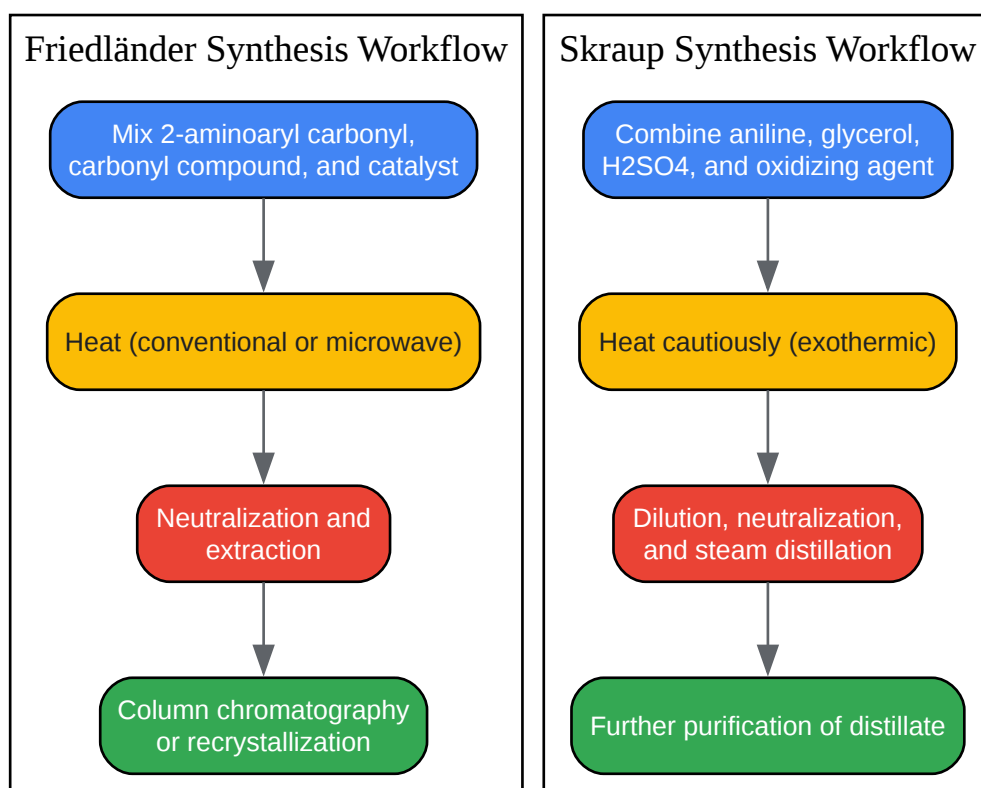 Friedländer Synthesis Workflow
Mix 2-aminoaryl carbonyl,
carbonyl compound, and catalyst
Heat (conventional or microwave)
Neutralization and
extraction
Column chromatography
or recrystallization
Skraup Synthesis Workflow
Combine aniline, glycerol,
H2SO4, and oxidizing agent
Heat cautiously (exothermic)
Dilution, neutralization,
and steam distillation
Further purification of distillate